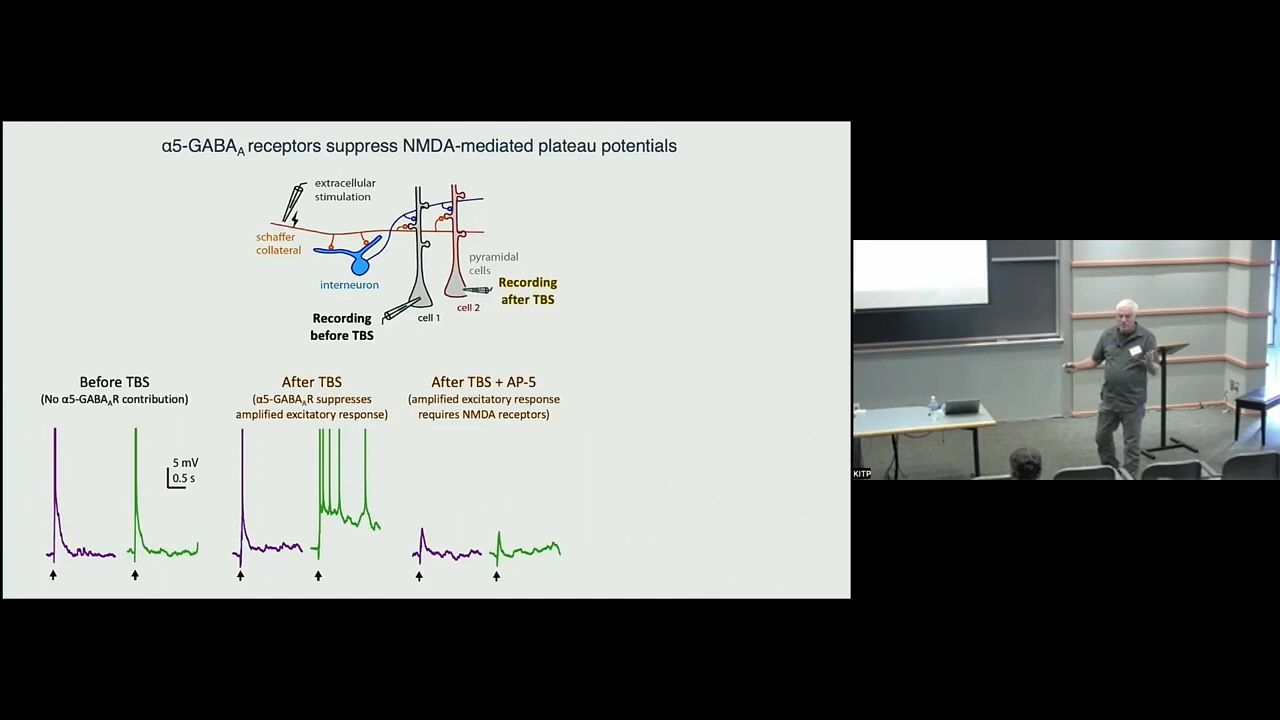 α5-GABAA receptors suppress NMDA-mediated plateau potentials
extracellular
stimulation
schaffer
collateral
interneuron
pyramidal
cells
Recording
after TBS
cell 2
cell 1
Recording
before TBS
Before TBS
(No α5-GABAAR contribution)
After TBS
(α5-GABAAR suppresses
amplified excitatory response)
After TBS + AP-5
(amplified excitatory response
requires NMDA receptors)
5 mV
0.5 s
KITP